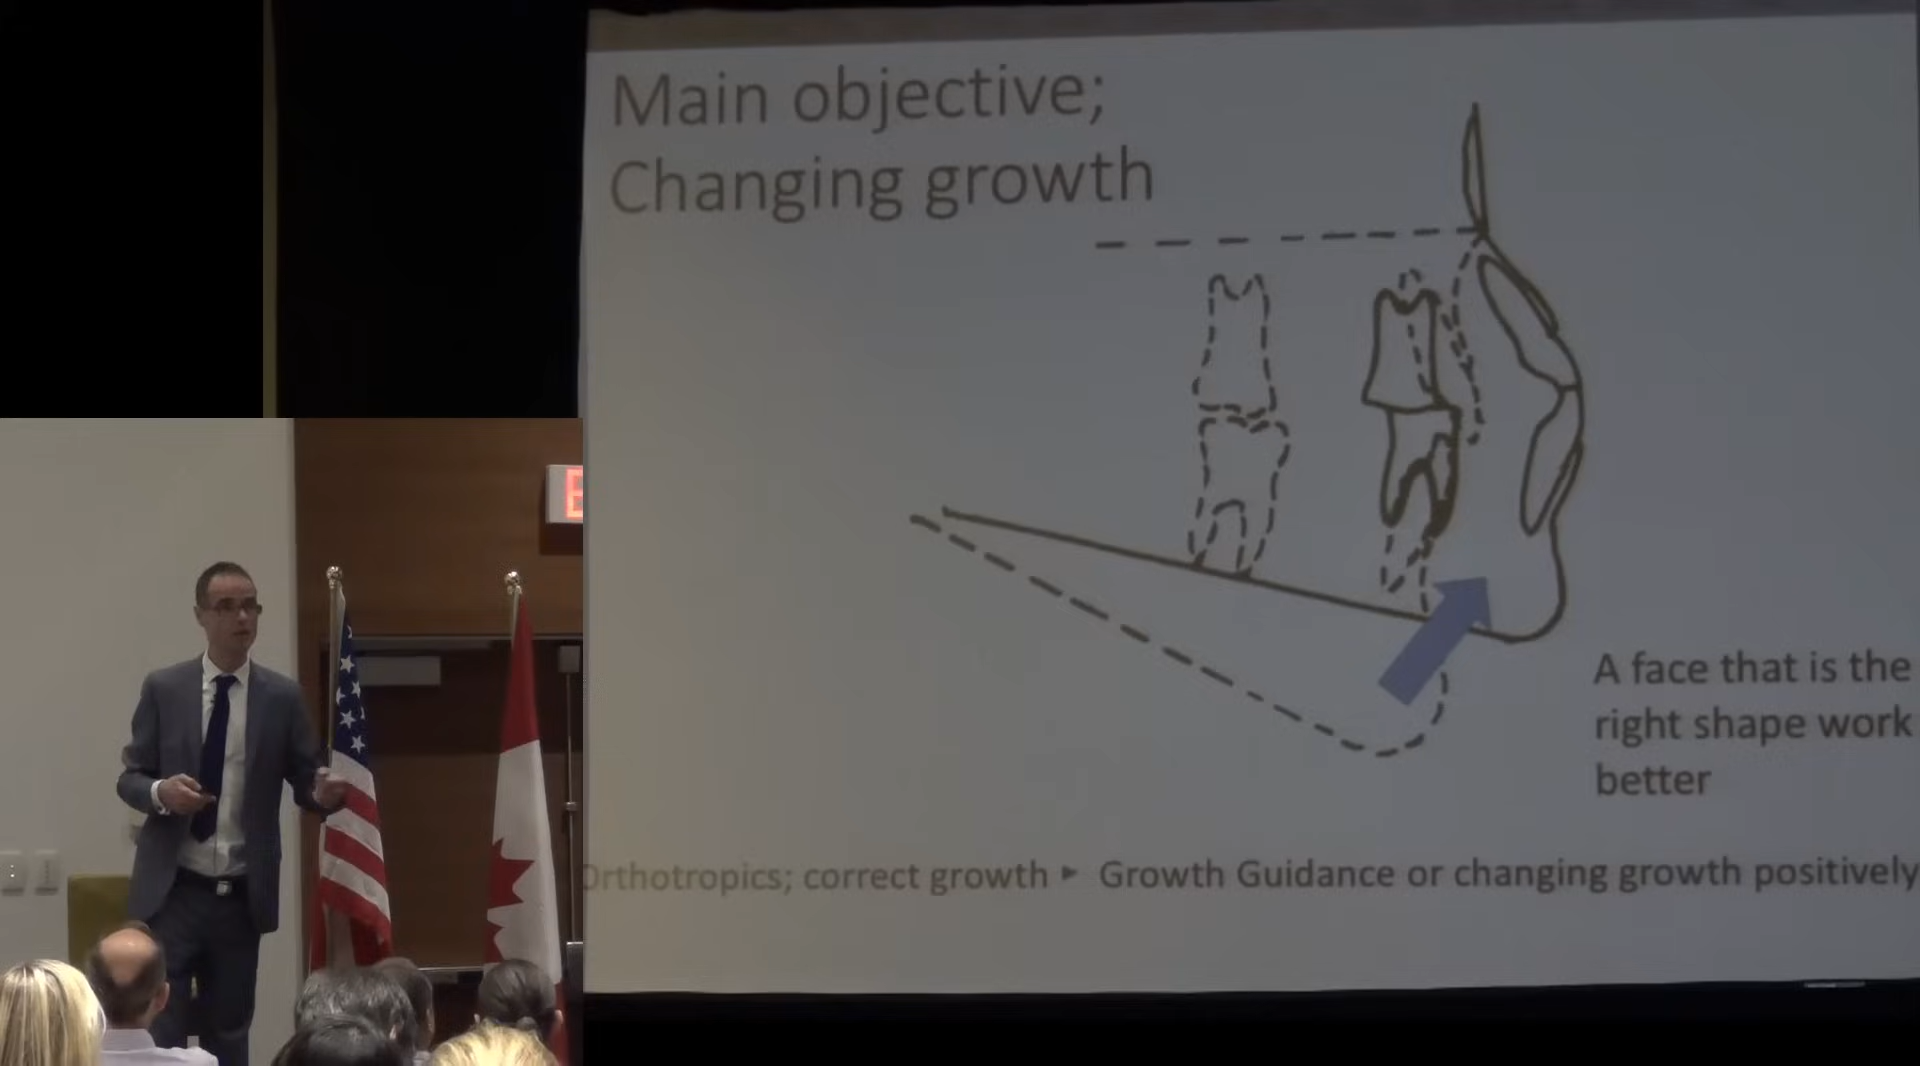 Main objective;
Changing growth
A face that is the
right shape work
better
Orthotropics; correct growth ▸ Growth Guidance or changing growth positively
E